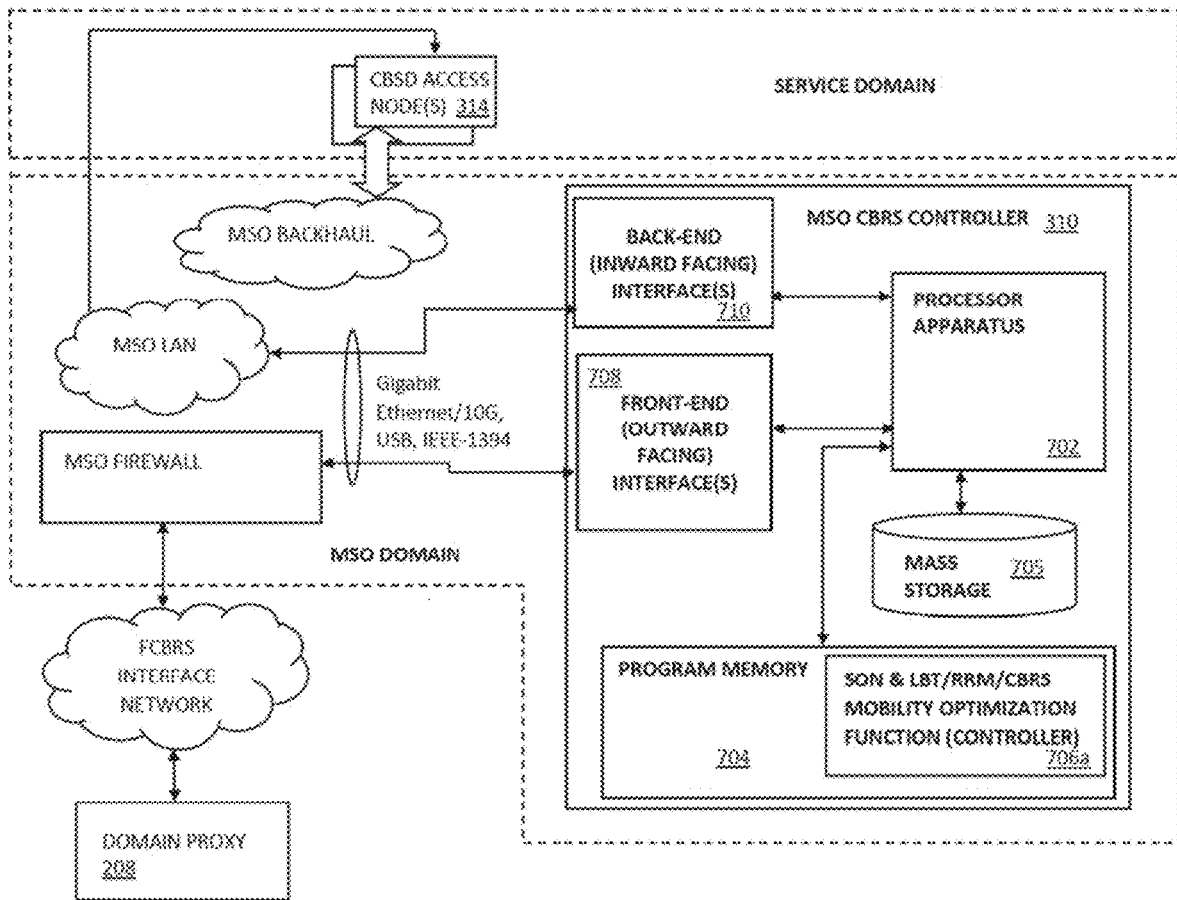 CBSD ACCESS
NODE(S) 314
SERVICE DOMAIN
MSO BACKHAUL
MSO CBRS CONTROLLER 310
BACK-END
(INWARD FACING)
INTERFACE(S)
710
PROCESSOR
APPARATUS
702
MSO LAN
Gigabit
Ethernet/10G,
USB, IEEE-1394
708
FRONT-END
(OUTWARD
FACING)
INTERFACE(S)
MSO FIREWALL
MSO DOMAIN
MASS
STORAGE
705
FCBRS
INTERFACE
NETWORK
PROGRAM MEMORY
704
SON & LBT/RRM/CBRS
MOBILITY OPTIMIZATION
FUNCTION (CONTROLLER)
706a
DOMAIN PROXY
208